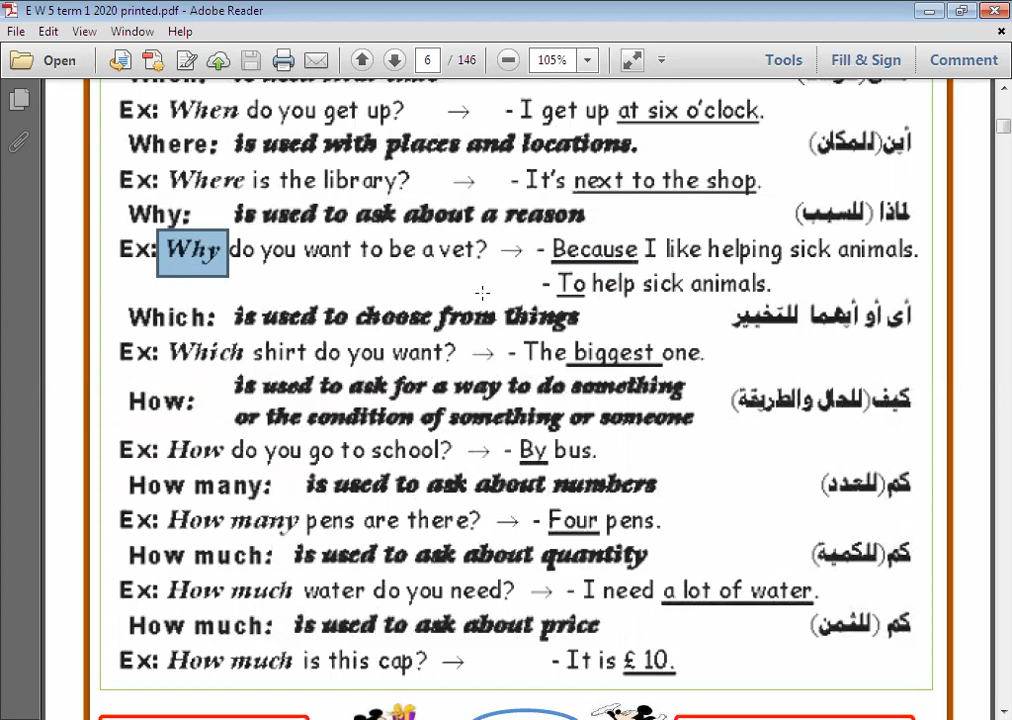 E W 5 term 1 2020 printed.pdf - Adobe Reader
File Edit View Window Help
Open 6 / 146 105% Tools Fill & Sign Comment
Ex: When do you get up? → - I get up at six o'clock.
Where: is used with places and locations. أين(للمكان)
Ex: Where is the library? → - It's next to the shop.
Why: is used to ask about a reason لماذا (للسبب)
Ex: Why do you want to be a vet? → - Because I like helping sick animals.
- To help sick animals.
Which: is used to choose from things أى أو أيهما للتخيير
Ex: Which shirt do you want? → - The biggest one.
is used to ask for a way to do something
How: كيف(للحال والطريقة)
or the condition of something or someone
Ex: How do you go to school? → - By bus.
How many: is used to ask about numbers كم(للعدد)
Ex: How many pens are there? → - Four pens.
How much: is used to ask about quantity كم(للكمية)
Ex: How much water do you need? → - I need a lot of water.
How much: is used to ask about price كم (للثمن)
Ex: How much is this cap? → - It is £ 10.